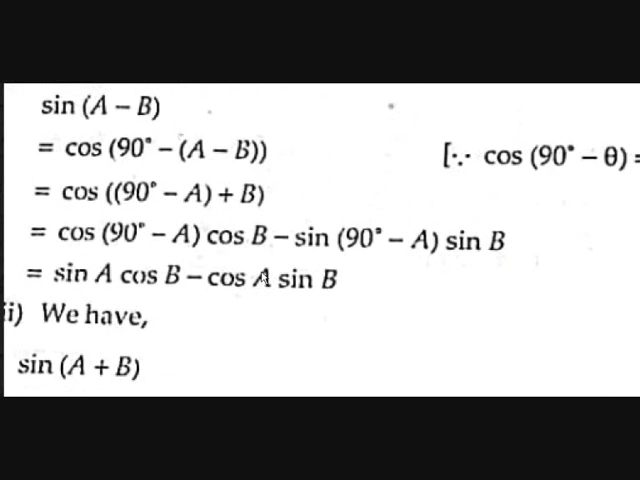 sin (A – B)
= cos (90° – (A – B)) [∵ cos (90° – θ) =
= cos ((90° – A) + B)
= cos (90° – A) cos B – sin (90° – A) sin B
= sin A cos B – cos A sin B
ii) We have,
sin (A + B)